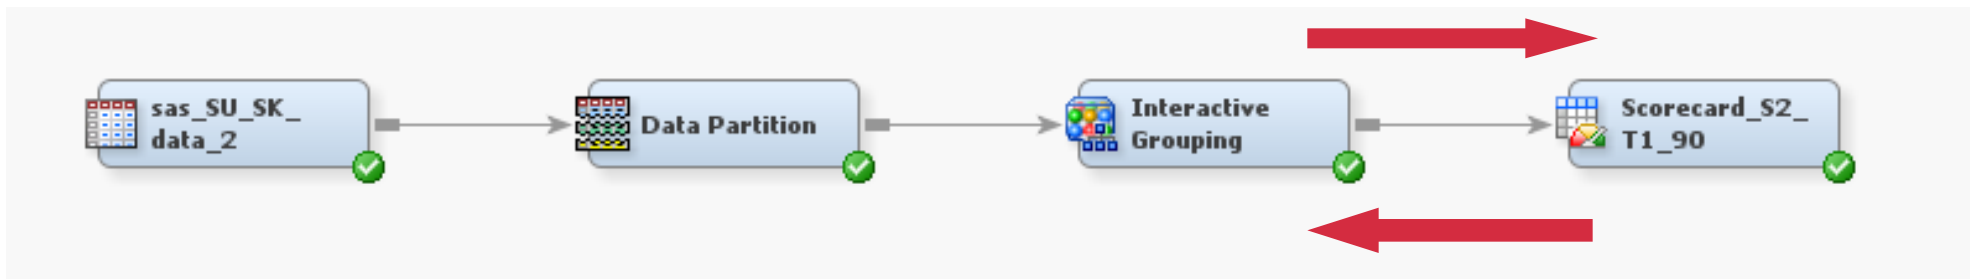 sas_SU_SK_
data_2
Data Partition
Interactive
Grouping
Scorecard_S2_
T1_90